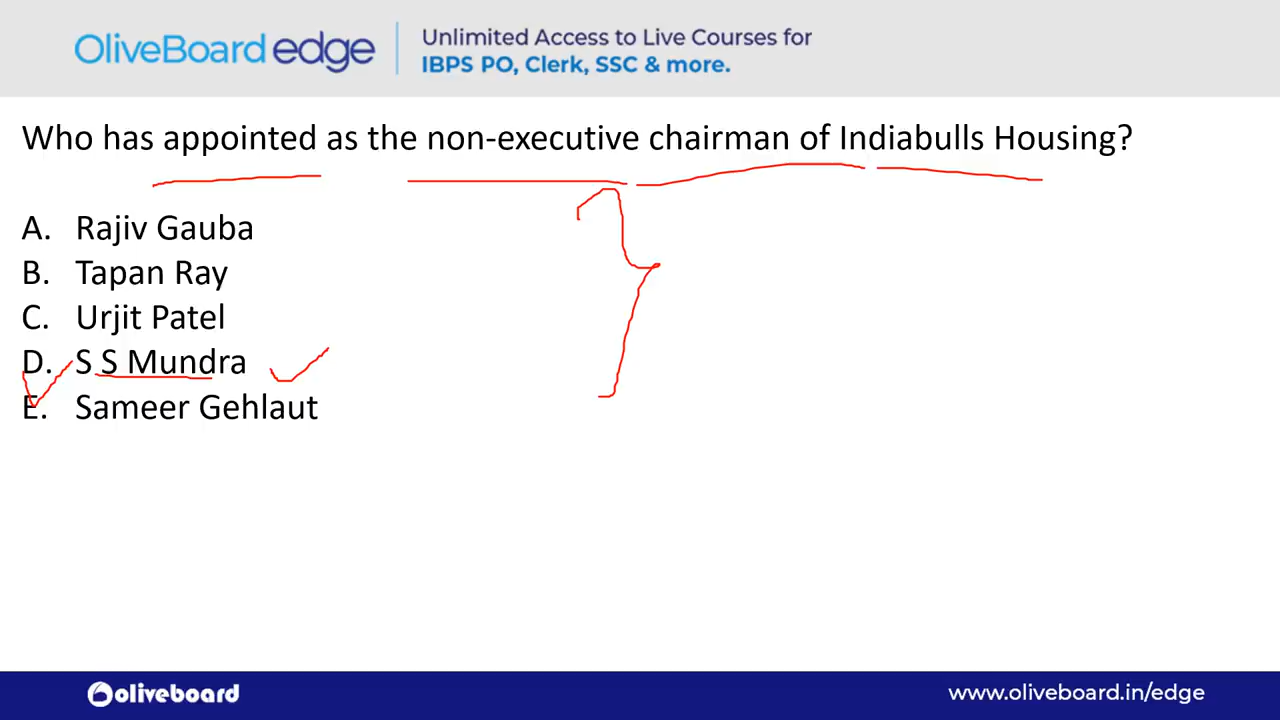 OliveBoard edge
Unlimited Access to Live Courses for
IBPS PO, Clerk, SSC & more.
Who has appointed as the non-executive chairman of Indiabulls Housing?
A. Rajiv Gauba
B. Tapan Ray
C. Urjit Patel
D. S S Mundra
E. Sameer Gehlaut
oliveboard
www.oliveboard.in/edge